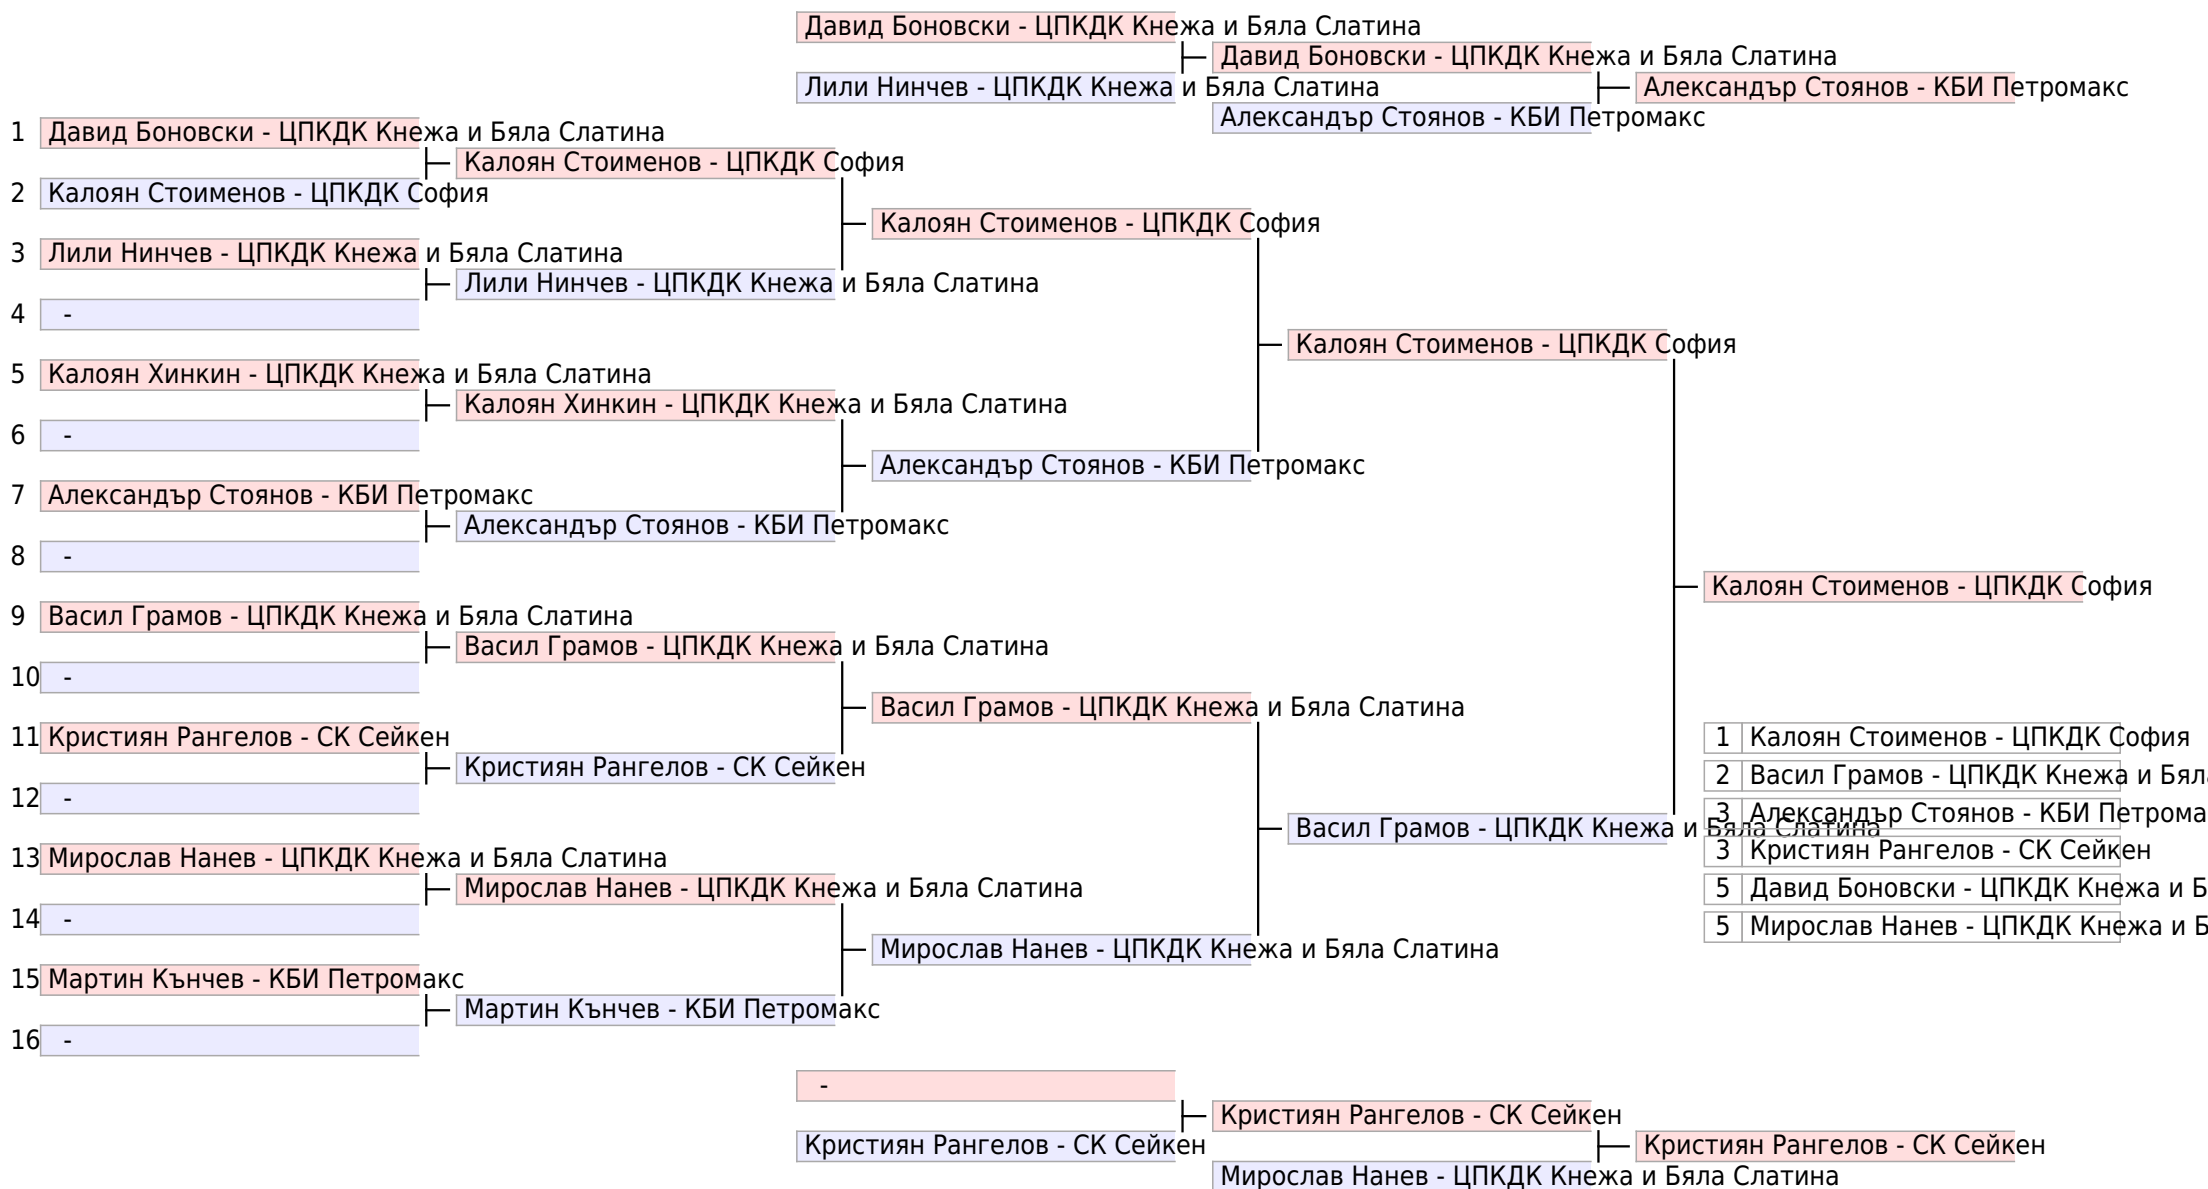 Давид Боновски - ЦПКДК Кнежа и Бяла Слатина
Давид Боновски - ЦПКДК Кнежа и Бяла Слатина
Лили Нинчев - ЦПКДК Кнежа и Бяла Слатина
Александър Стоянов - КБИ Петромакс
Александър Стоянов - КБИ Петромакс
1 Давид Боновски - ЦПКДК Кнежа и Бяла Слатина
Калоян Стоименов - ЦПКДК София
2 Калоян Стоименов - ЦПКДК София
Калоян Стоименов - ЦПКДК София
3 Лили Нинчев - ЦПКДК Кнежа и Бяла Слатина
Лили Нинчев - ЦПКДК Кнежа и Бяла Слатина
4 -
Калоян Стоименов - ЦПКДК София
5 Калоян Хинкин - ЦПКДК Кнежа и Бяла Слатина
Калоян Хинкин - ЦПКДК Кнежа и Бяла Слатина
6 -
Александър Стоянов - КБИ Петромакс
7 Александър Стоянов - КБИ Петромакс
Александър Стоянов - КБИ Петромакс
8 -
Калоян Стоименов - ЦПКДК София
9 Васил Грамов - ЦПКДК Кнежа и Бяла Слатина
Васил Грамов - ЦПКДК Кнежа и Бяла Слатина
10 -
Васил Грамов - ЦПКДК Кнежа и Бяла Слатина
11 Кристиян Рангелов - СК Сейкен
Кристиян Рангелов - СК Сейкен
12 -
Васил Грамов - ЦПКДК Кнежа и Бяла Слатина
13 Мирослав Нанев - ЦПКДК Кнежа и Бяла Слатина
Мирослав Нанев - ЦПКДК Кнежа и Бяла Слатина
14 -
Мирослав Нанев - ЦПКДК Кнежа и Бяла Слатина
15 Мартин Кънчев - КБИ Петромакс
Мартин Кънчев - КБИ Петромакс
16 -
1 Калоян Стоименов - ЦПКДК София
2 Васил Грамов - ЦПКДК Кнежа и Бял
3 Александър Стоянов - КБИ Петрома
3 Кристиян Рангелов - СК Сейкен
5 Давид Боновски - ЦПКДК Кнежа и Б
5 Мирослав Нанев - ЦПКДК Кнежа и Б
-
Кристиян Рангелов - СК Сейкен
Кристиян Рангелов - СК Сейкен
Кристиян Рангелов - СК Сейкен
Мирослав Нанев - ЦПКДК Кнежа и Бяла Слатина